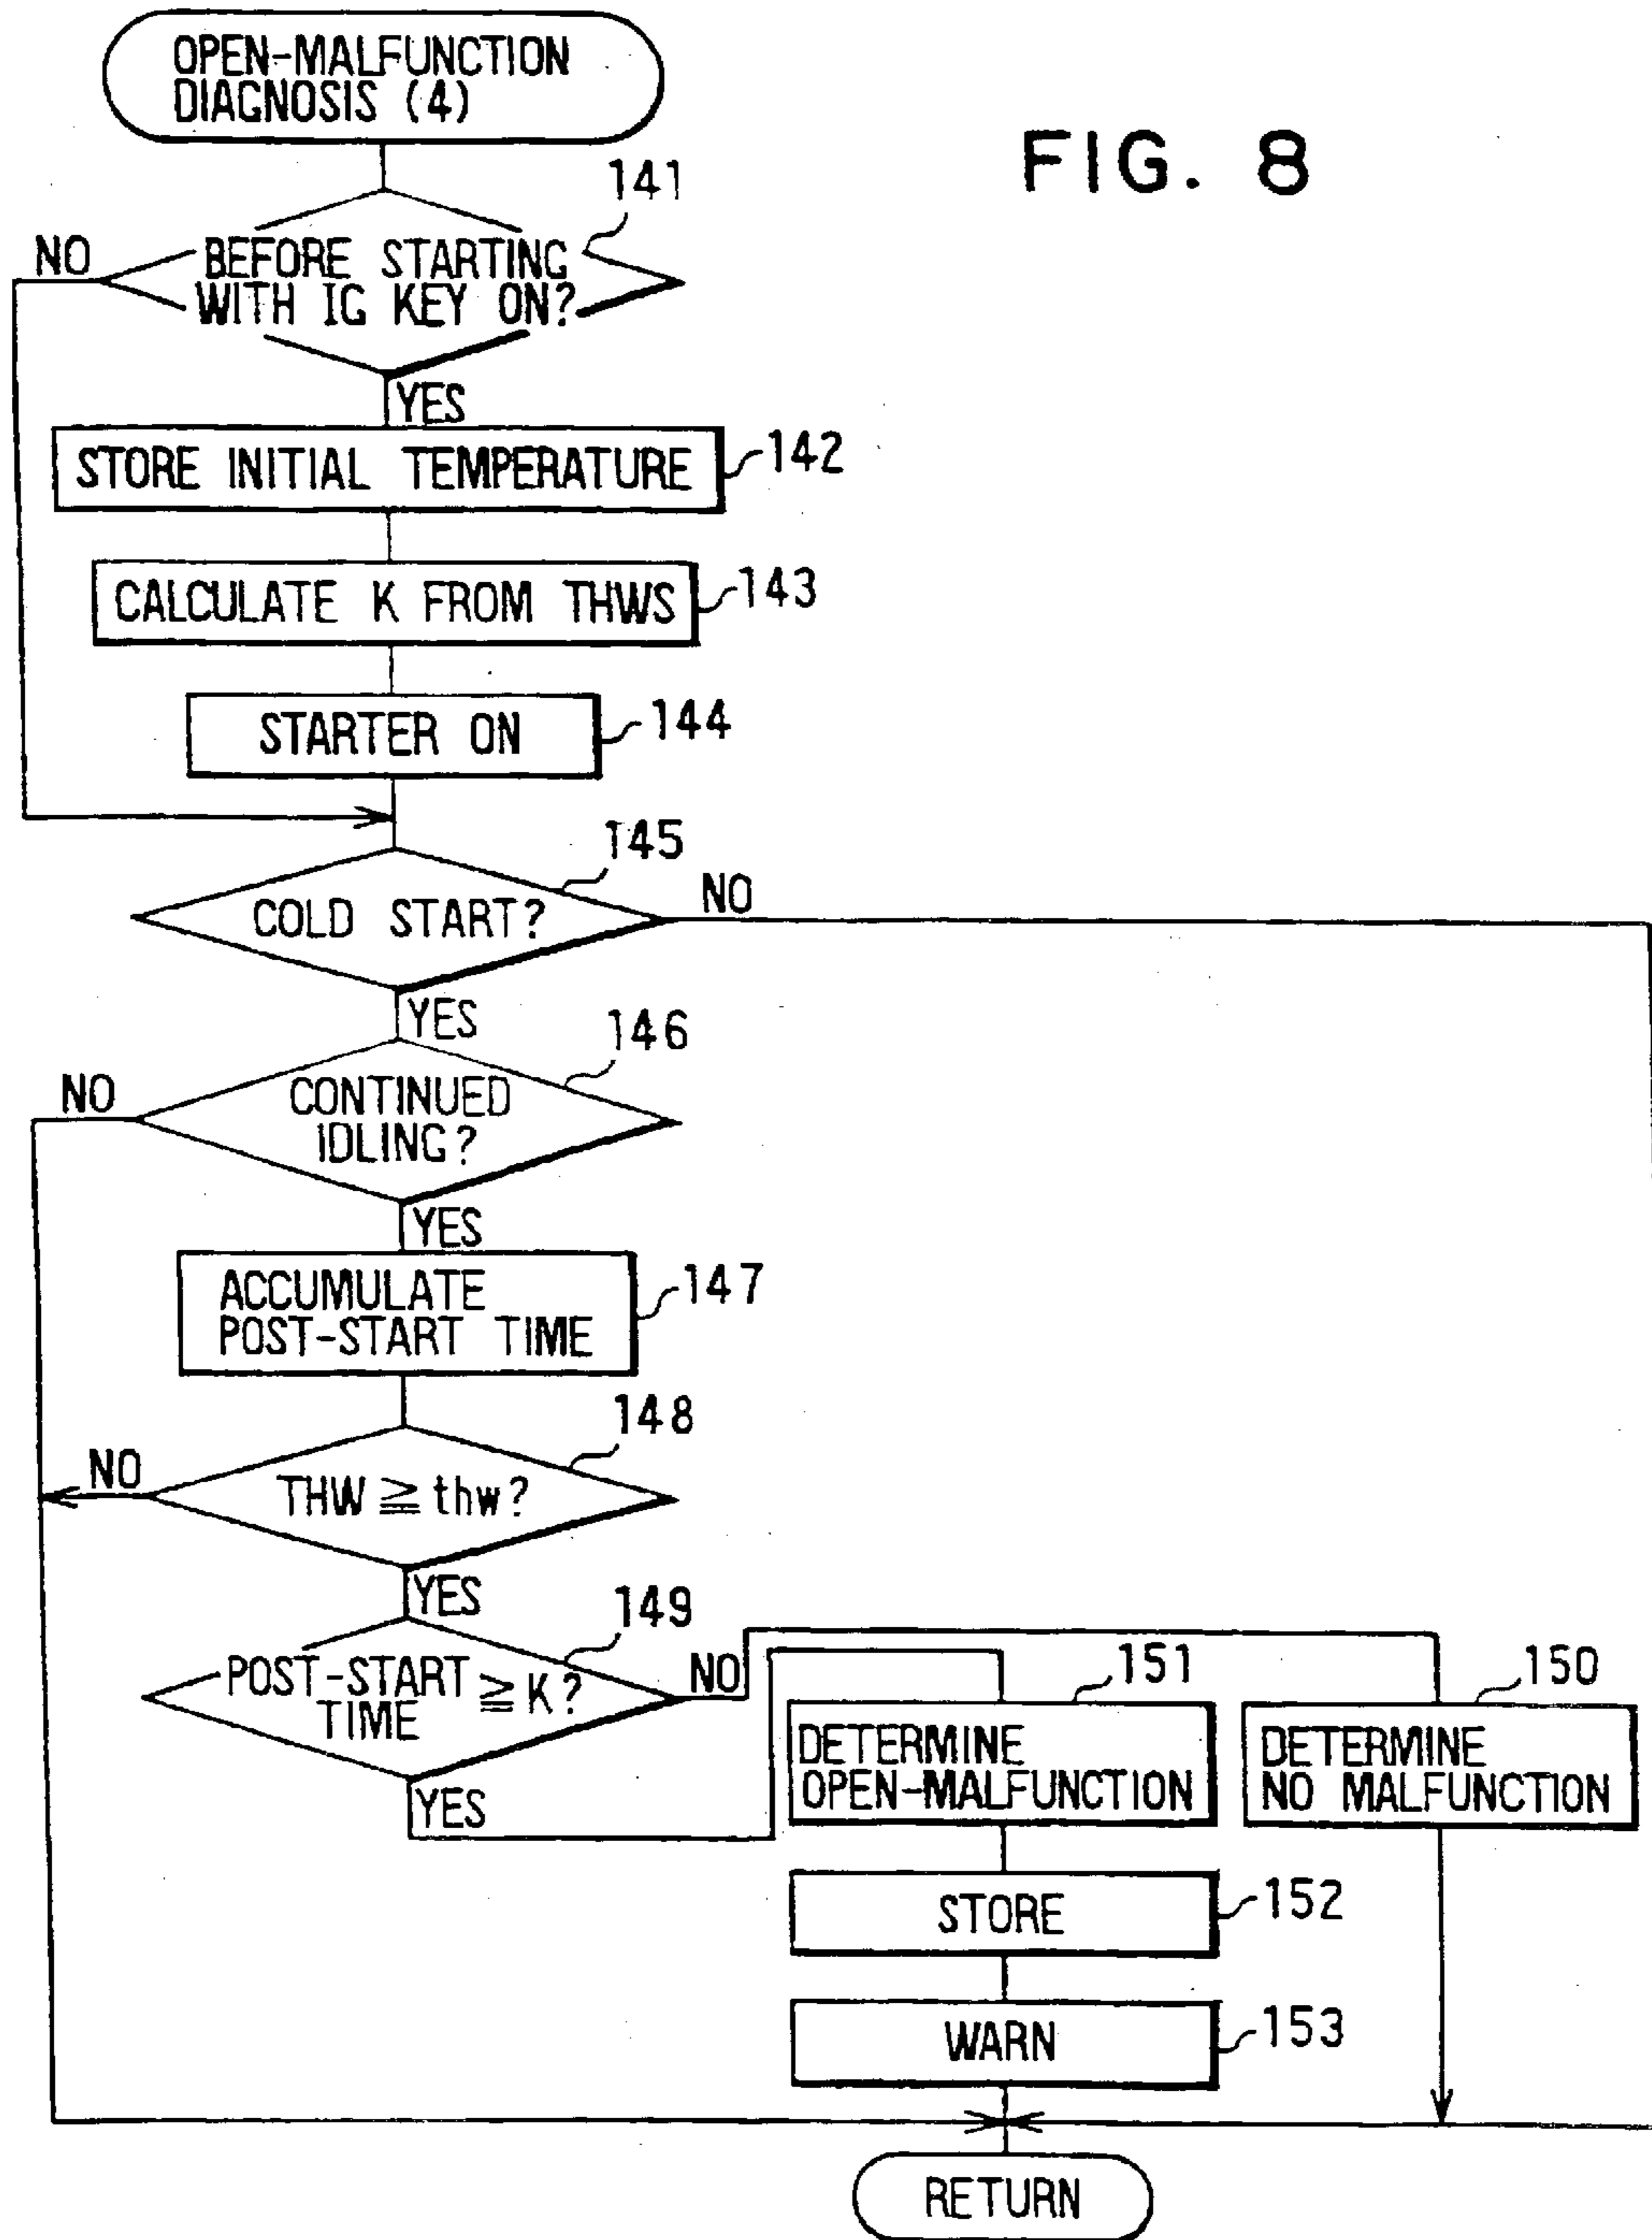 OPEN-MALFUNCTION
DIAGNOSIS (4)
FIG. 8
141
NO
BEFORE STARTING
WITH IG KEY ON?
YES
STORE INITIAL TEMPERATURE
142
CALCULATE K FROM THWS
143
STARTER ON
144
145
COLD START?
NO
YES
146
NO
CONTINUED
IDLING?
YES
ACCUMULATE
POST-START TIME
147
148
NO
THW ≧ thw?
YES
149
POST-START
TIME
≧ K?
NO
YES
151
DETERMINE
OPEN-MALFUNCTION
150
DETERMINE
NO MALFUNCTION
STORE
152
WARN
153
RETURN